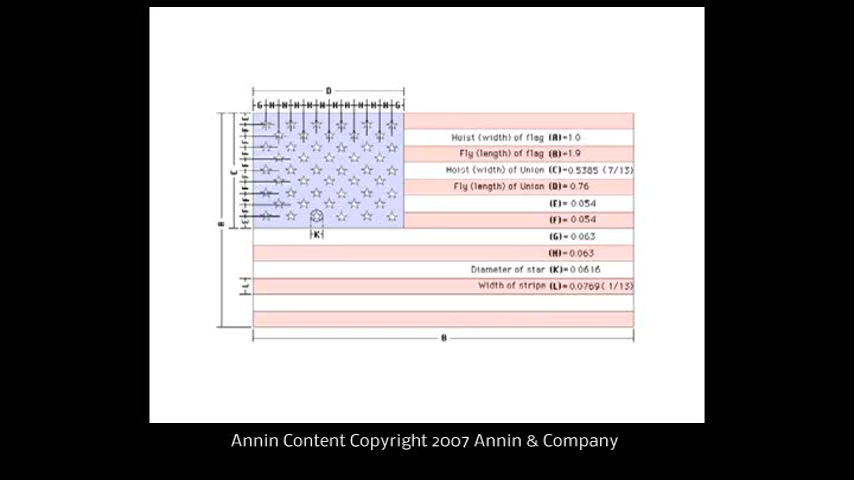 D
G H H H H H H H H H H G
Hoist (width) of flag (A)=1.0
Fly (length) of flag (B)=1.9
Hoist (width) of Union (C)=0.5385 (7/13)
Fly (length) of Union (D)=0.76
(E)=0.054
(F)=0.054
(G)=0.063
(H)=0.063
Diameter of star (K)=0.0616
Width of stripe (L)=0.0769( 1/13)
C
K
L
B
Annin Content Copyright 2007 Annin & Company